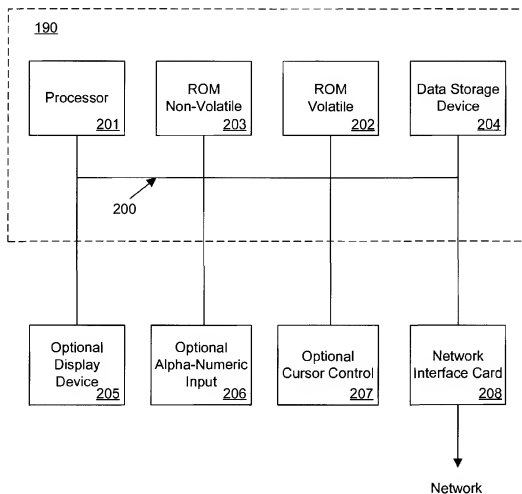 190
Processor
201
ROM
Non-Volatile
203
ROM
Volatile
202
Data Storage
Device
204
200
Optional
Display
Device
205
Optional
Alpha-Numeric
Input
206
Optional
Cursor Control
207
Network
Interface Card
208
Network